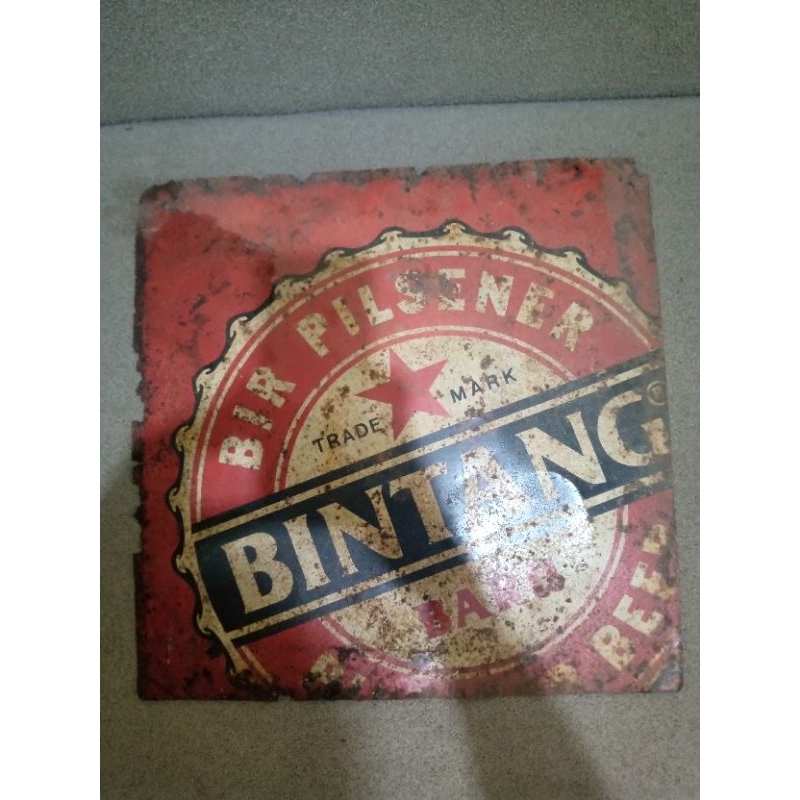 BIR PILSENER
TRADE MARK
BINTANG®
BARU
BEER